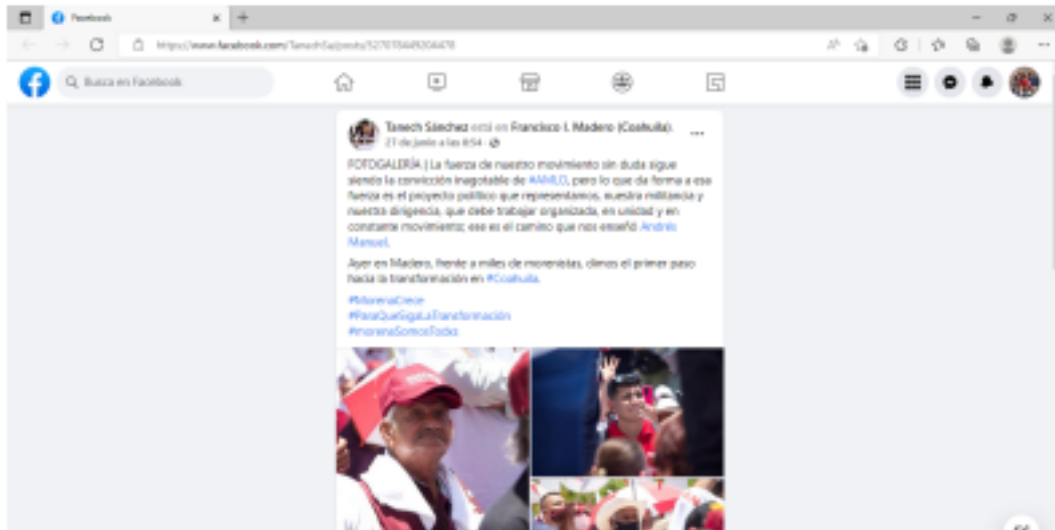 Facebook
https://www.facebook.com/TanechSa/posts/5270784449204478
Busca en Facebook
Tanech Sánchez está en Francisco I. Madero (Coahuila).
27 de junio a las 8:54
FOTOGALERÍA | La fuerza de nuestro movimiento sin duda sigue
siendo la convicción inagotable de #AMLO, pero lo que da forma a esa
fuerza es el proyecto político que representamos, nuestra militancia y
nuestra dirigencia, que debe trabajar organizada, en unidad y en
constante movimiento; ese es el camino que nos enseñó Andrés
Manuel.
Ayer en Madero, frente a miles de morenistas, dimos el primer paso
hacia la transformación en #Coahuila.
#MorenaCrece
#ParaQueSigaLaTransformación
#morenaSomosTodxs